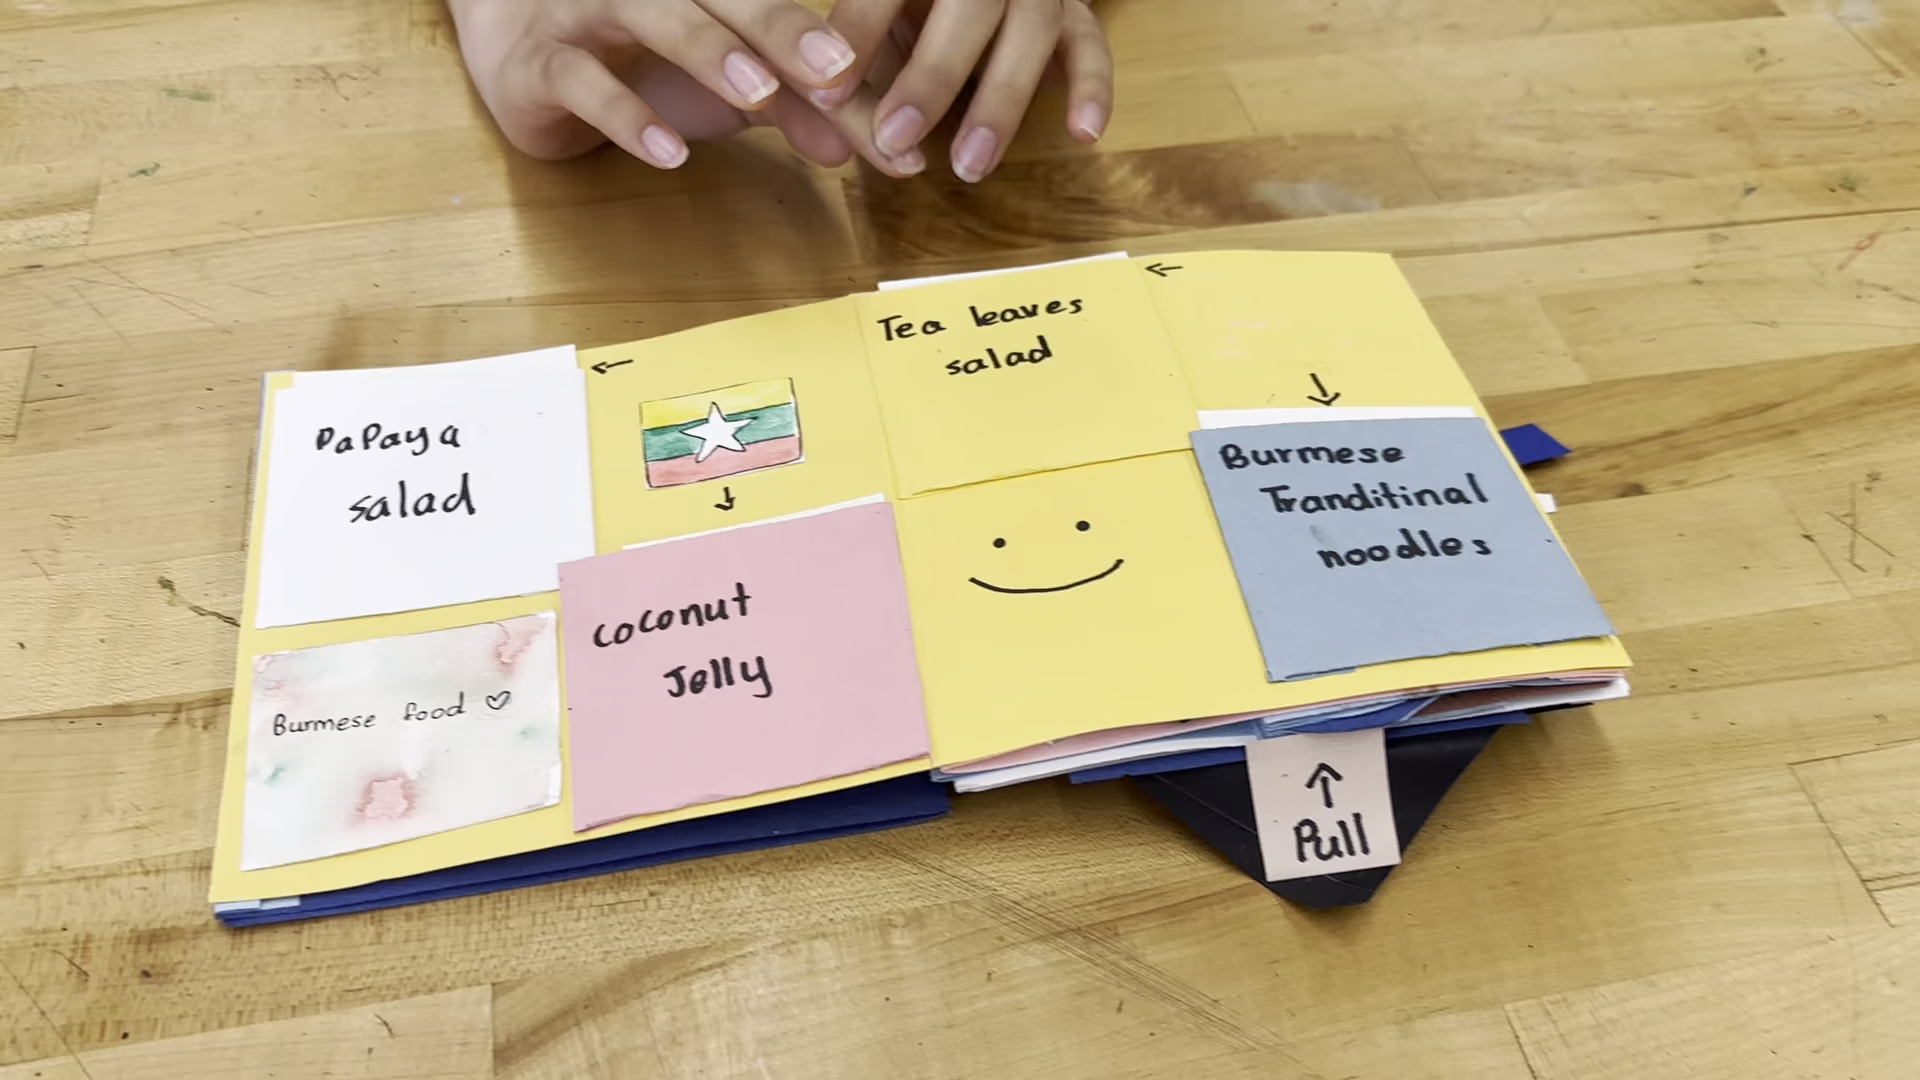 PaPaya
salad
Burmese food ♡
coconut
Jelly
Tea leaves
salad
Burmese
Tranditinal
noodles
↑
Pull